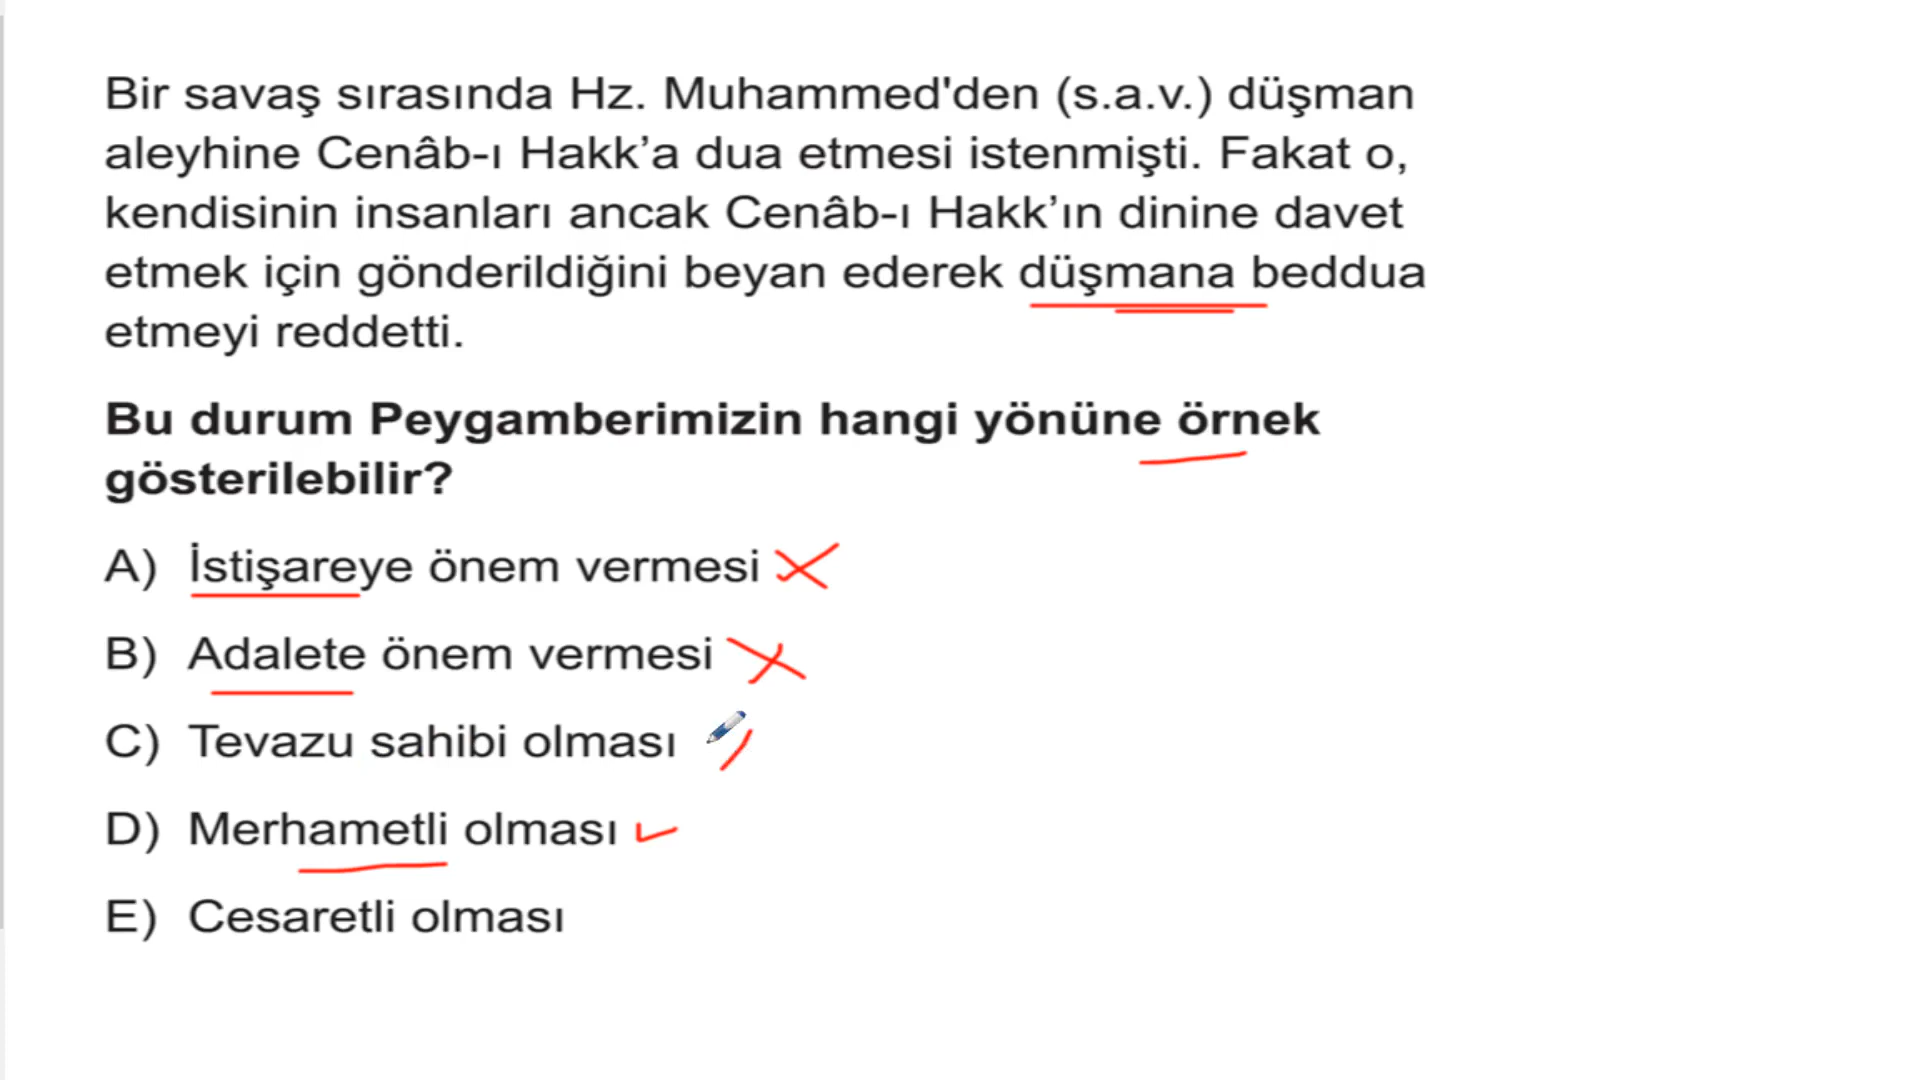 Bir savaş sırasında Hz. Muhammed'den (s.a.v.) düşman
aleyhine Cenâb-ı Hakk’a dua etmesi istenmişti. Fakat o,
kendisinin insanları ancak Cenâb-ı Hakk’ın dinine davet
etmek için gönderildiğini beyan ederek düşmana beddua
etmeyi reddetti.
Bu durum Peygamberimizin hangi yönüne örnek
gösterilebilir?
A) İstişareye önem vermesi
B) Adalete önem vermesi
C) Tevazu sahibi olması
D) Merhametli olması
E) Cesaretli olması